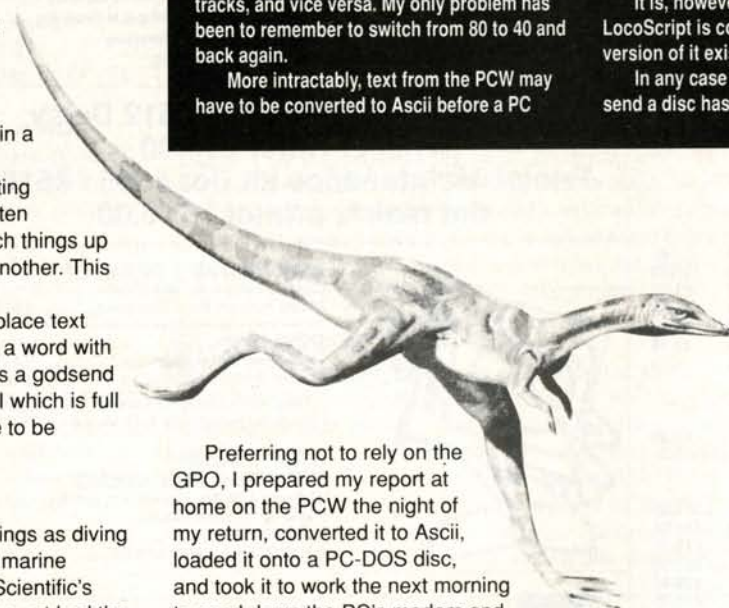 tracks, and vice versa. My only problem has
been to remember to switch from 80 to 40 and
back again.
More intractably, text from the PCW may
have to be converted to Ascii before a PC
It is, howeve
LocoScript is co
version of it exis
In any case
send a disc has
in a
ting
ten
ch things up
nother. This
place text
a word with
s a godsend
l which is full
e to be
ings as diving
marine
Scientific's
Preferring not to rely on the
GPO, I prepared my report at
home on the PCW the night of
my return, converted it to Ascii,
loaded it onto a PC-DOS disc,
and took it to work the next morning